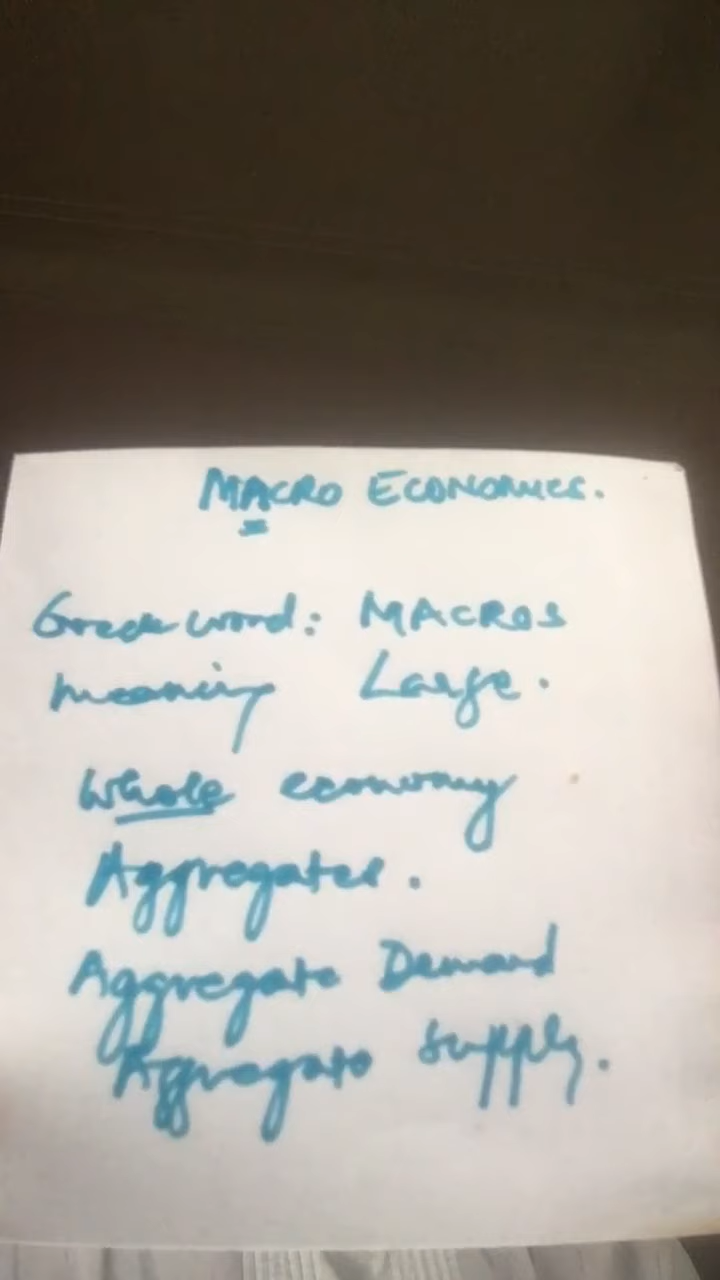 MACRO ECONOMICS.
Greek word: MACROS
meaning Large.
Whole economy
Aggregates.
Aggregate Demand
Aggregate Supply.